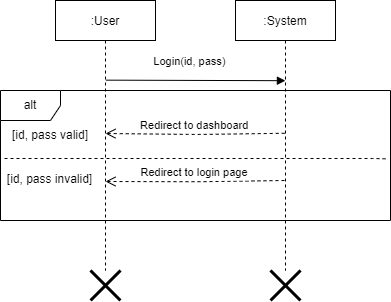 :User
:System
Login(id, pass)
alt
Redirect to dashboard
[id, pass valid]
Redirect to login page
[id, pass invalid]